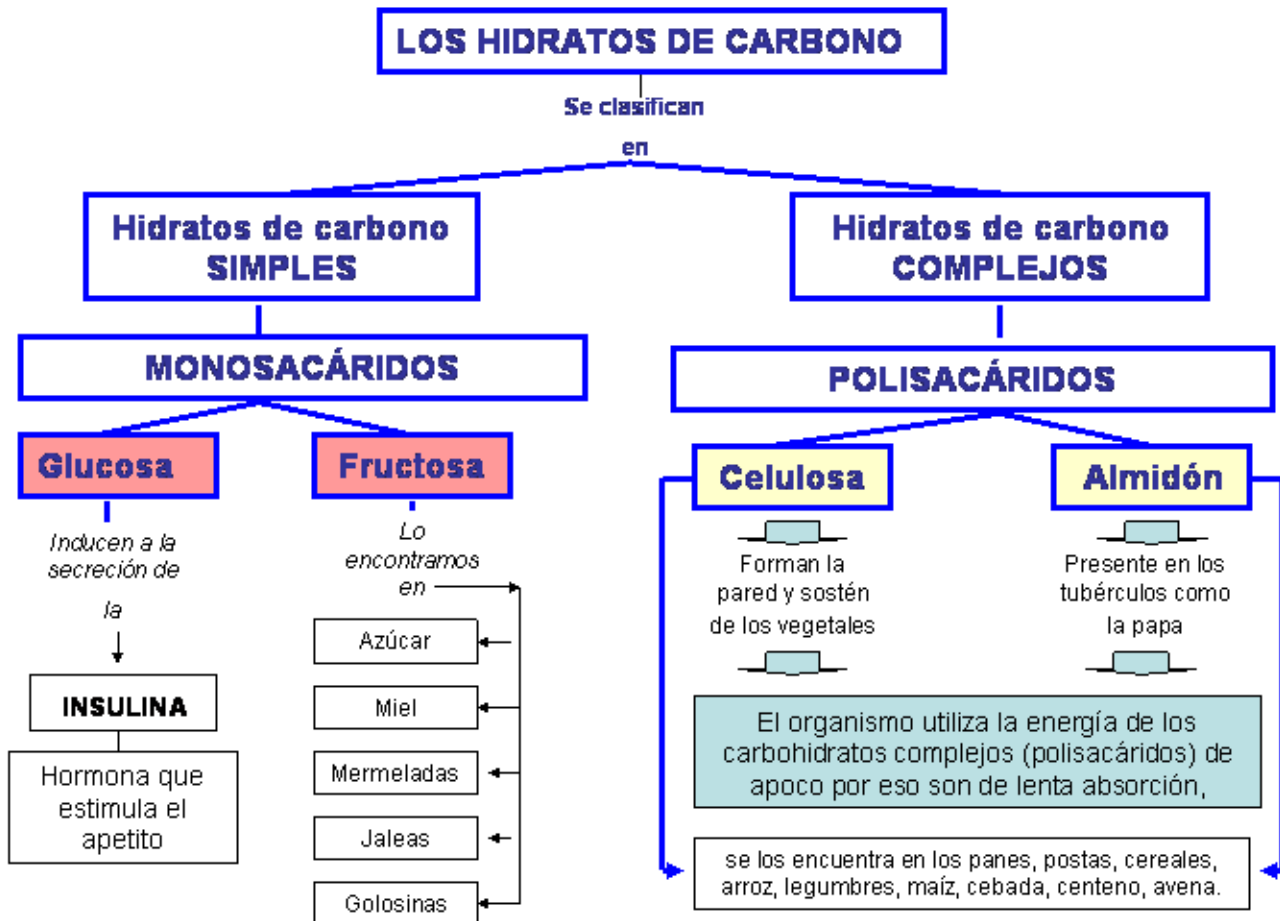 LOS HIDRATOS DE CARBONO
Se clasifican
en
Hidratos de carbono
SIMPLES
Hidratos de carbono
COMPLEJOS
MONOSACÁRIDOS
POLISACÁRIDOS
Glucosa
Fructosa
Celulosa
Almidón
Inducen a la
secreción de
la
INSULINA
Hormona que
estimula el
apetito
Lo
encontramos
en
Azúcar
Miel
Mermeladas
Jaleas
Golosinas
Forman la
pared y sostén
de los vegetales
Presente en los
tubérculos como
la papa
El organismo utiliza la energía de los
carbohidratos complejos (polisacáridos) de
apoco por eso son de lenta absorción,
se los encuentra en los panes, postas, cereales,
arroz, legumbres, maíz, cebada, centeno, avena.